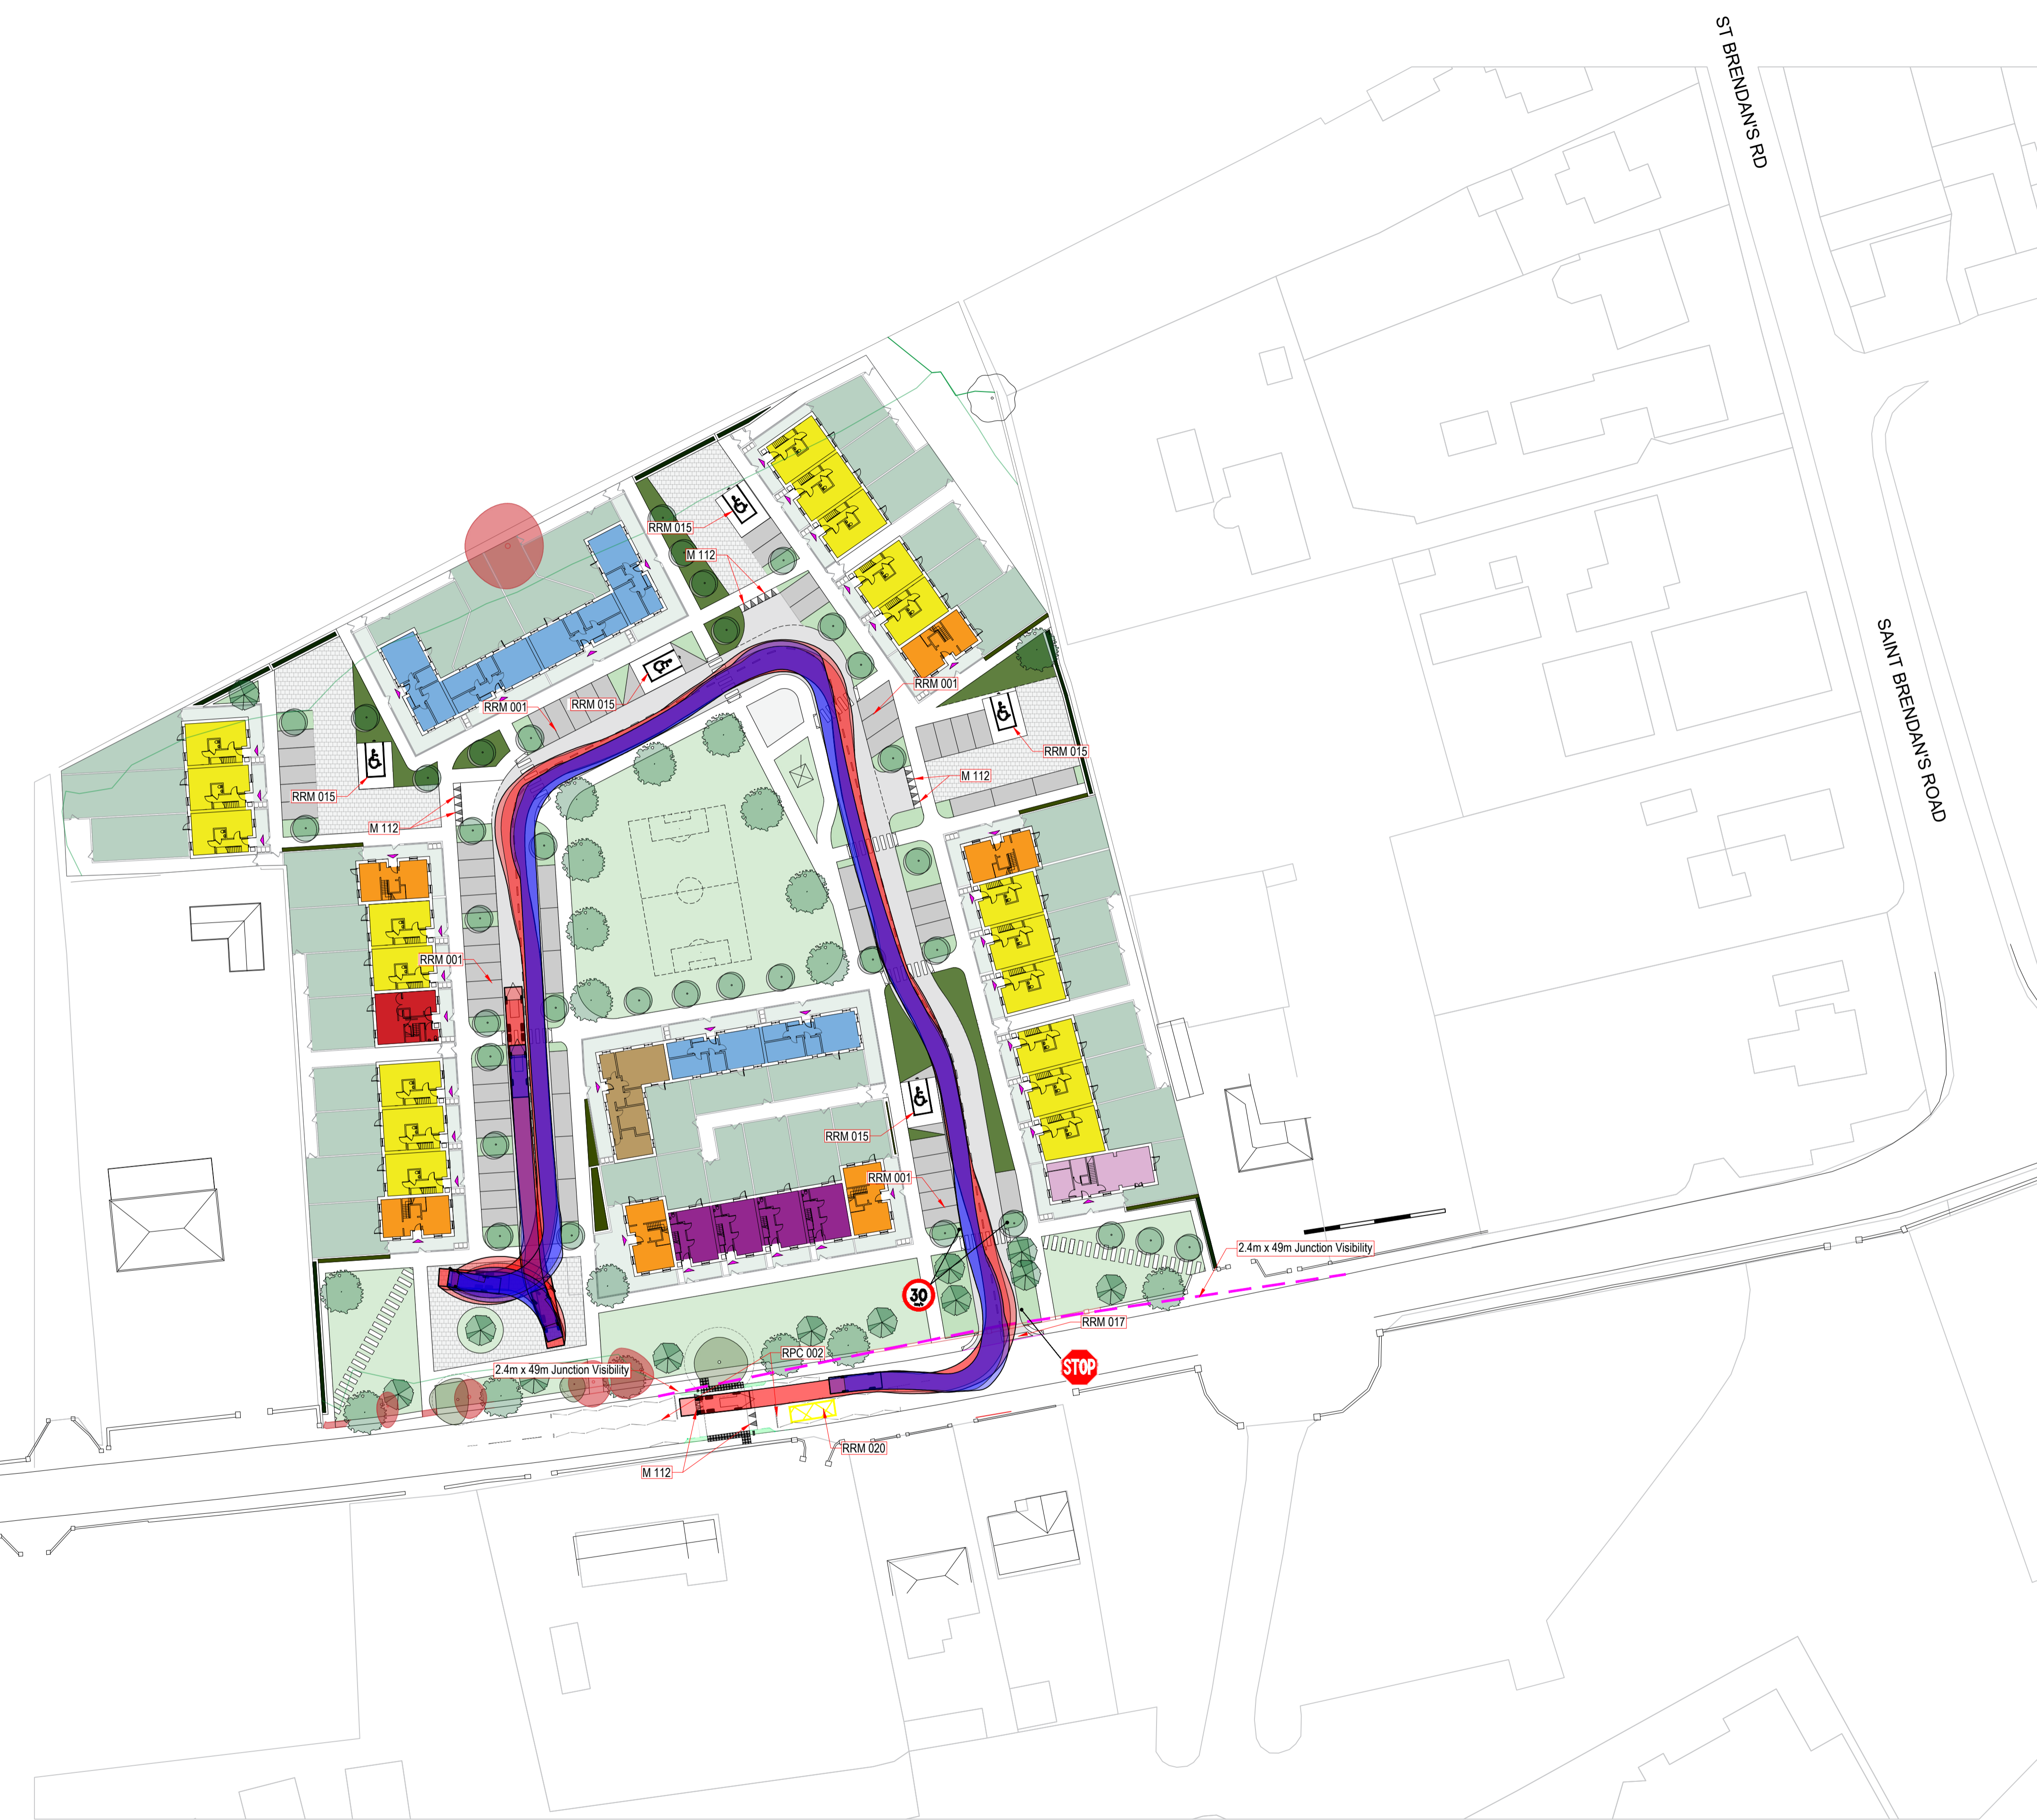 ST BRENDAN'S RD
RRM 015
M 112
SAINT BRENDAN'S ROAD
RRM 001
RRM 001
RRM 015
RRM 015
RRM 015
M 112
M 112
RRM 001
RRM 015
RRM 001
2.4m x 49m Junction Visibility
30
km/h
RRM 017
RPC 002
STOP
2.4m x 49m Junction Visibility
RRM 020
M 112